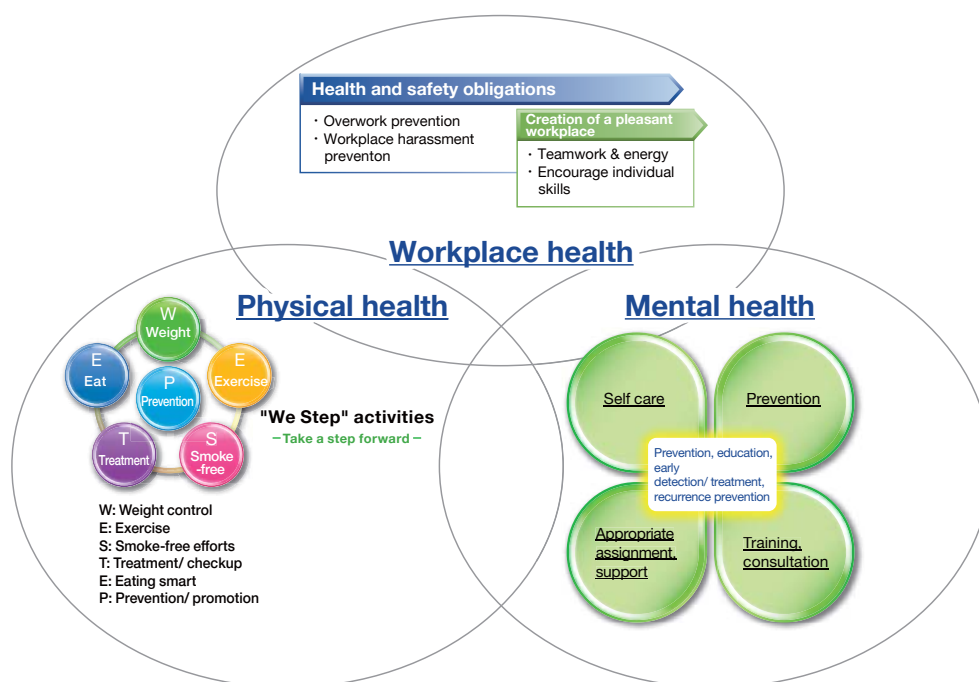 Health and safety obligations
・Overwork prevention
・Workplace harassment
preventon
Creation of a pleasant
workplace
・Teamwork & energy
・Encourage individual
skills
Workplace health
Physical health
W
Weight
E
Eat
E
Exercise
P
Prevention
T
Treatment
S
Smoke
-free
"We Step" activities
–Take a step forward–
W: Weight control
E: Exercise
S: Smoke-free efforts
T: Treatment/ checkup
E: Eating smart
P: Prevention/ promotion
Mental health
Self care
Prevention
Prevention, education,
early
detection/ treatment,
recurrence prevention
Appropriate
assignment,
support
Training,
consultation